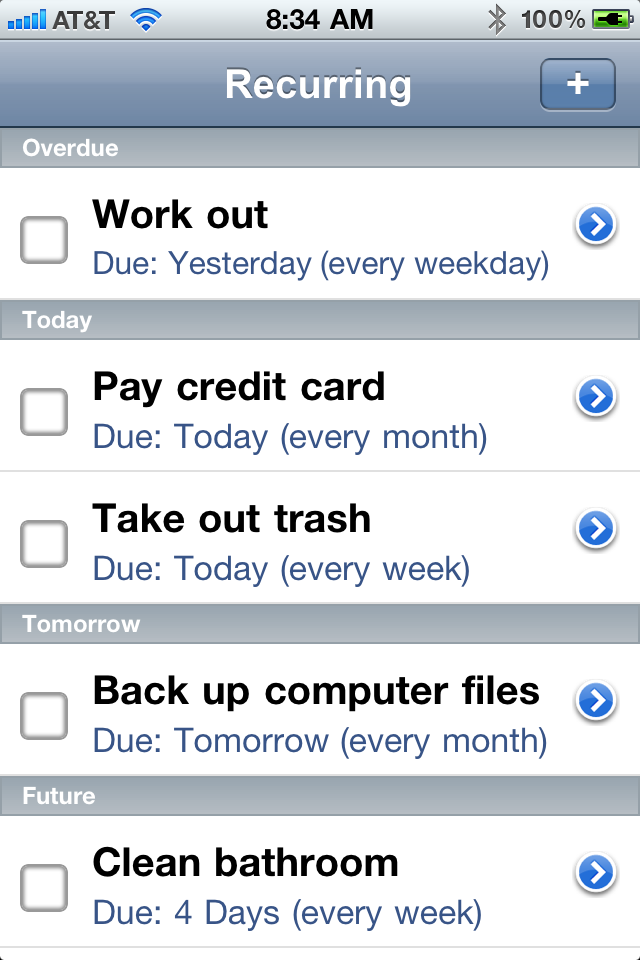 AT&T 8:34 AM 100%
Recurring +
Overdue
Work out
Due: Yesterday (every weekday)
Today
Pay credit card
Due: Today (every month)
Take out trash
Due: Today (every week)
Tomorrow
Back up computer files
Due: Tomorrow (every month)
Future
Clean bathroom
Due: 4 Days (every week)